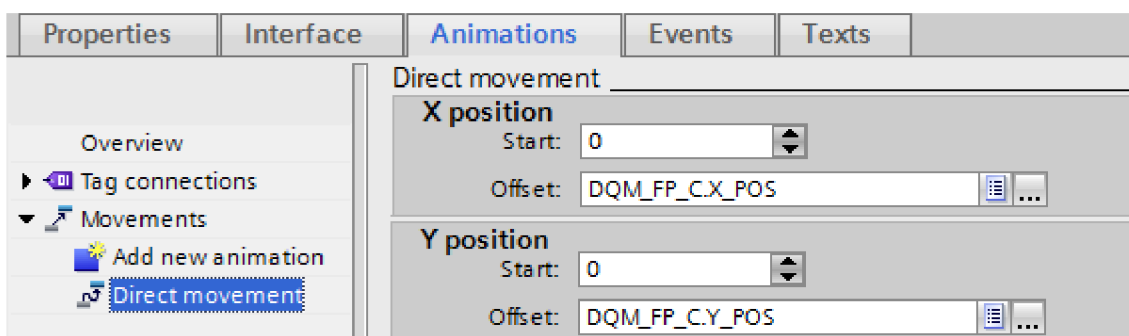 Properties Interface Animations Events Texts
Direct movement
X position
Overview
Start: 0
Tag connections
Offset: DQM_FP_C.X_POS ...
Movements
Y position
Add new animation
Start: 0
Direct movement
Offset: DQM_FP_C.Y_POS ...